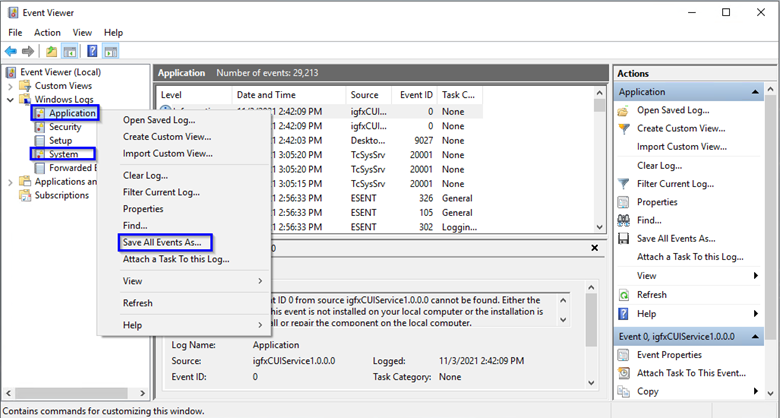 Event Viewer
File Action View Help
Event Viewer (Local)
Custom Views
Windows Logs
Application
Security
Setup
System
Forwarded E
Applications an
Subscriptions
Open Saved Log...
Create Custom View...
Import Custom View...
Clear Log...
Filter Current Log...
Properties
Find...
Save All Events As...
Attach a Task To this Log...
View
Refresh
Help
Application Number of events: 29,213
Level Date and Time Source Event ID Task C...
11/3/2021 2:42:09 PM igfxCUI... 0 None
021 2:42:09 PM igfxCUI... 0 None
021 2:42:03 PM Deskto... 9027 None
021 3:05:20 PM TcSysSrv 20001 None
021 3:05:20 PM TcSysSrv 20001 None
021 3:05:15 PM TcSysSrv 20001 None
021 2:56:33 PM ESENT 326 General
021 2:56:33 PM ESENT 105 General
021 2:56:33 PM ESENT 302 Loggin...
0
nt ID 0 from source igfxCUIService1.0.0.0 cannot be found. Either the
this event is not installed on your local computer or the installation is
all or repair the component on the local computer.
Log Name: Application
Source: igfxCUIService1.0.0.0 Logged: 11/3/2021 2:42:09 PM
Event ID: 0 Task Category: None
Actions
Application
Open Saved Log...
Create Custom View...
Import Custom View...
Clear Log...
Filter Current Log...
Properties
Find...
Save All Events As...
Attach a Task To this Log...
View
Refresh
Help
Event 0, igfxCUIService1.0.0.0
Event Properties
Attach Task To This Event...
Copy
Contains commands for customizing this window.